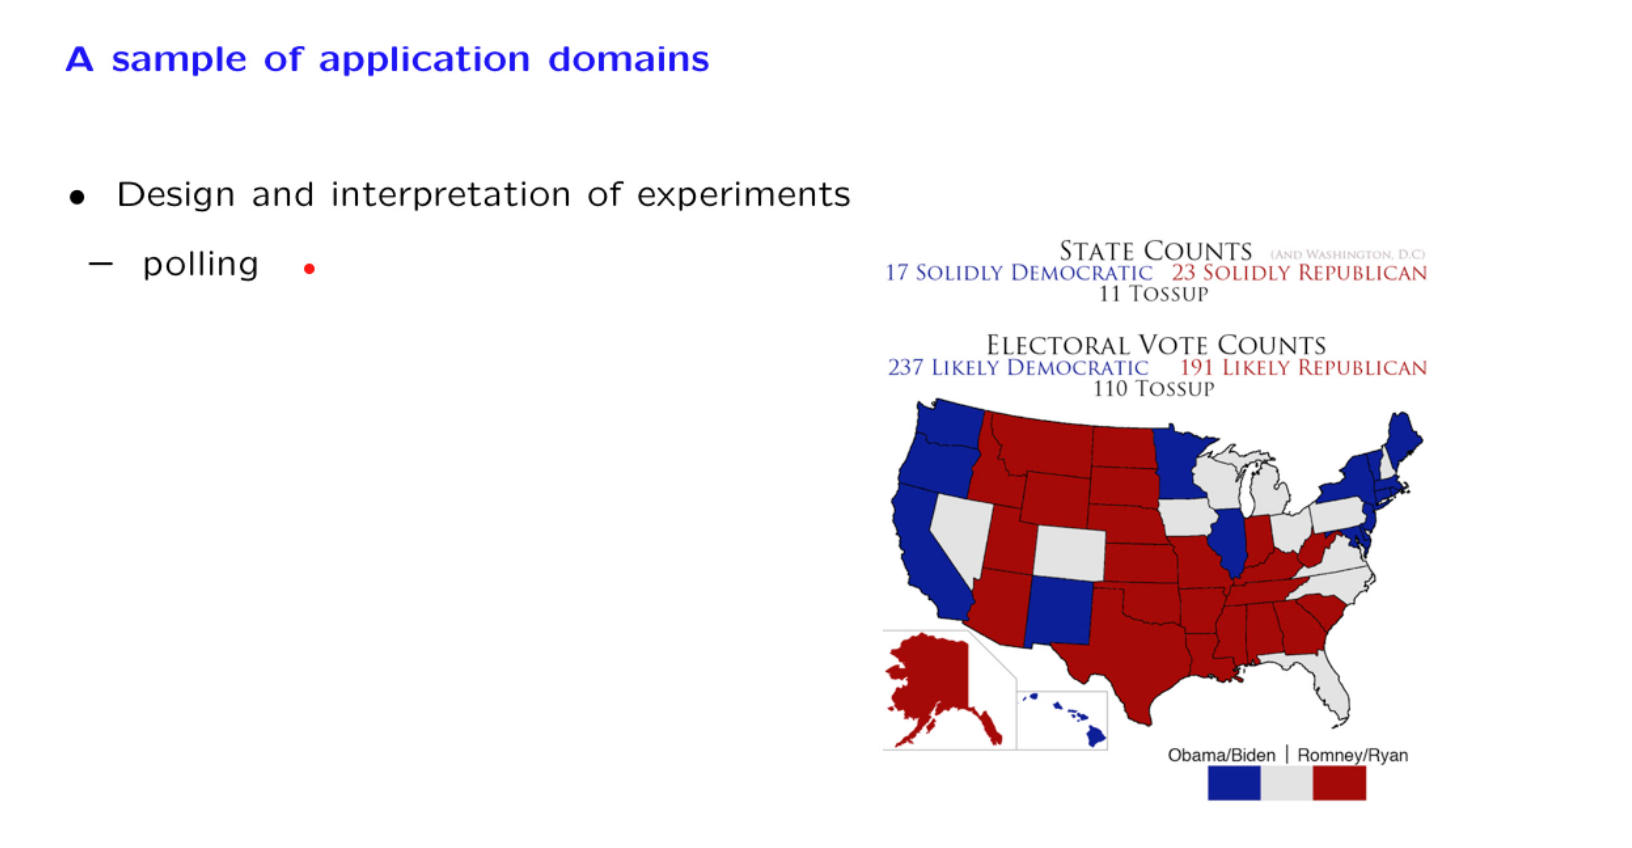 A sample of application domains
• Design and interpretation of experiments
– polling
STATE COUNTS (AND WASHINGTON, D.C)
17 SOLIDLY DEMOCRATIC 23 SOLIDLY REPUBLICAN
11 TOSSUP
ELECTORAL VOTE COUNTS
237 LIKELY DEMOCRATIC 191 LIKELY REPUBLICAN
110 TOSSUP
Obama/Biden | Romney/Ryan